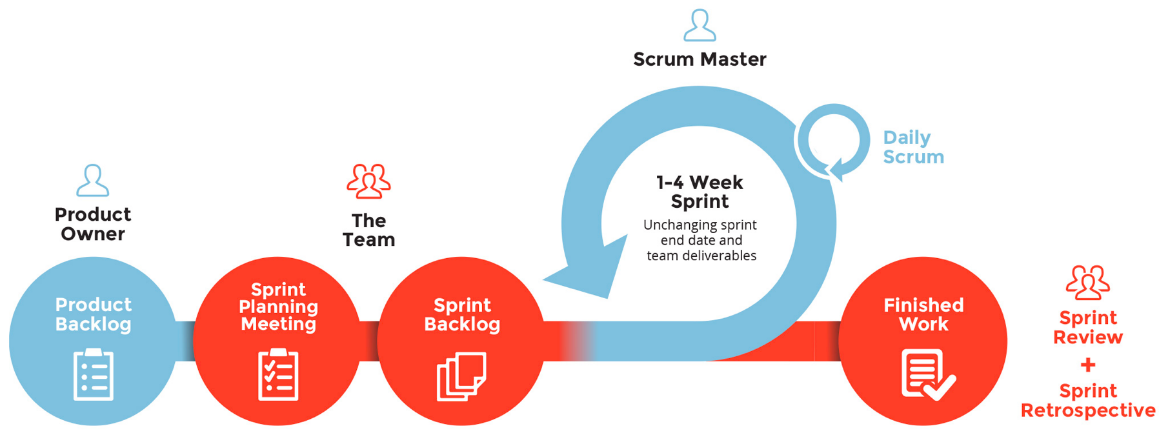 Scrum Master
Daily
Scrum
1-4 Week
Sprint
Unchanging sprint
end date and
team deliverables
Product
Owner
The
Team
Product
Backlog
Sprint
Planning
Meeting
Sprint
Backlog
Finished
Work
Sprint
Review
+
Sprint
Retrospective